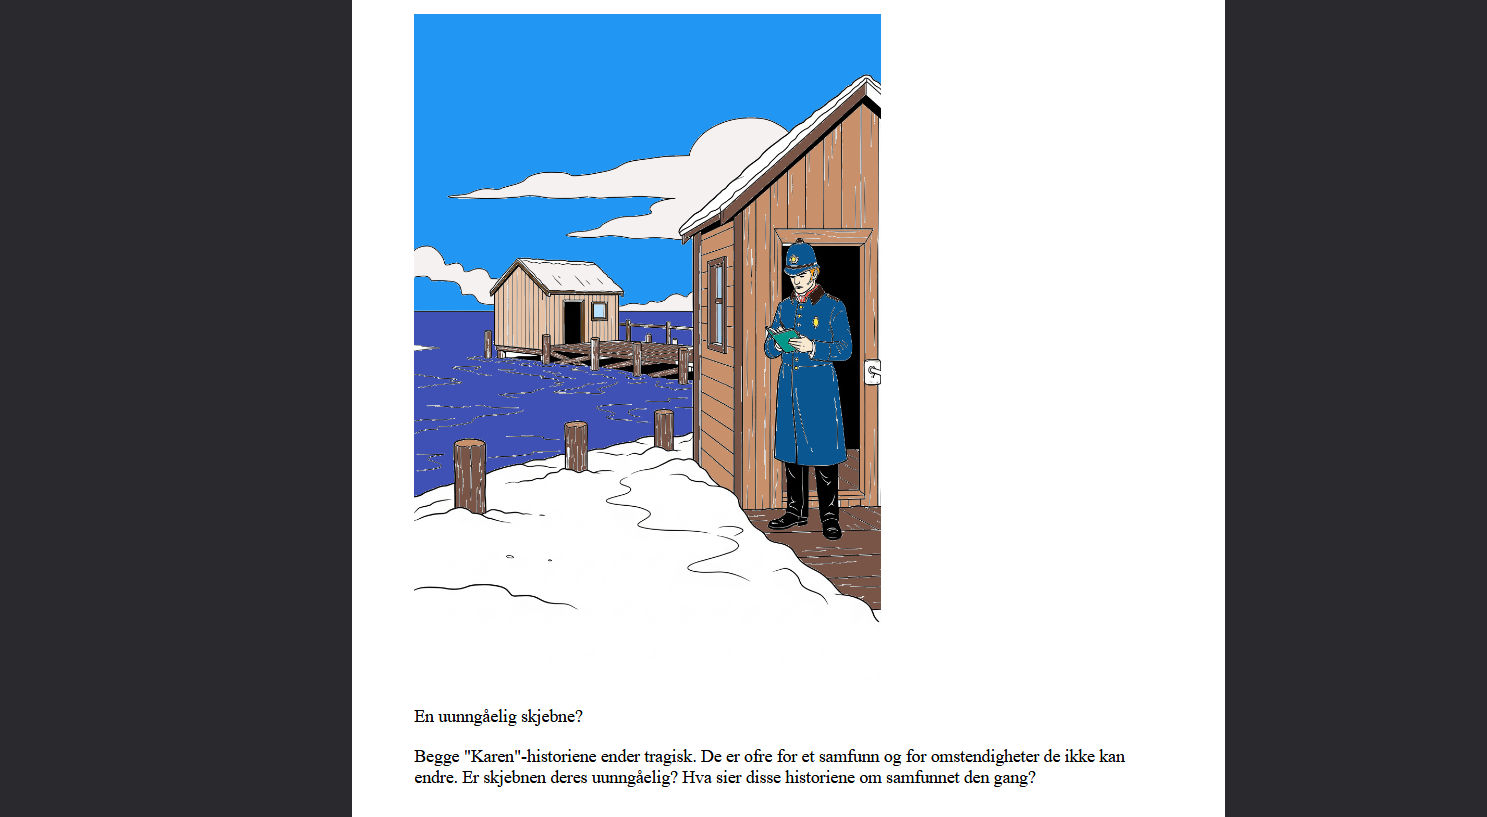 En uunngåelig skjebne?
Begge "Karen"-historiene ender tragisk. De er ofre for et samfunn og for omstendigheter de ikke kan
endre. Er skjebnen deres uunngåelig? Hva sier disse historiene om samfunnet den gang?